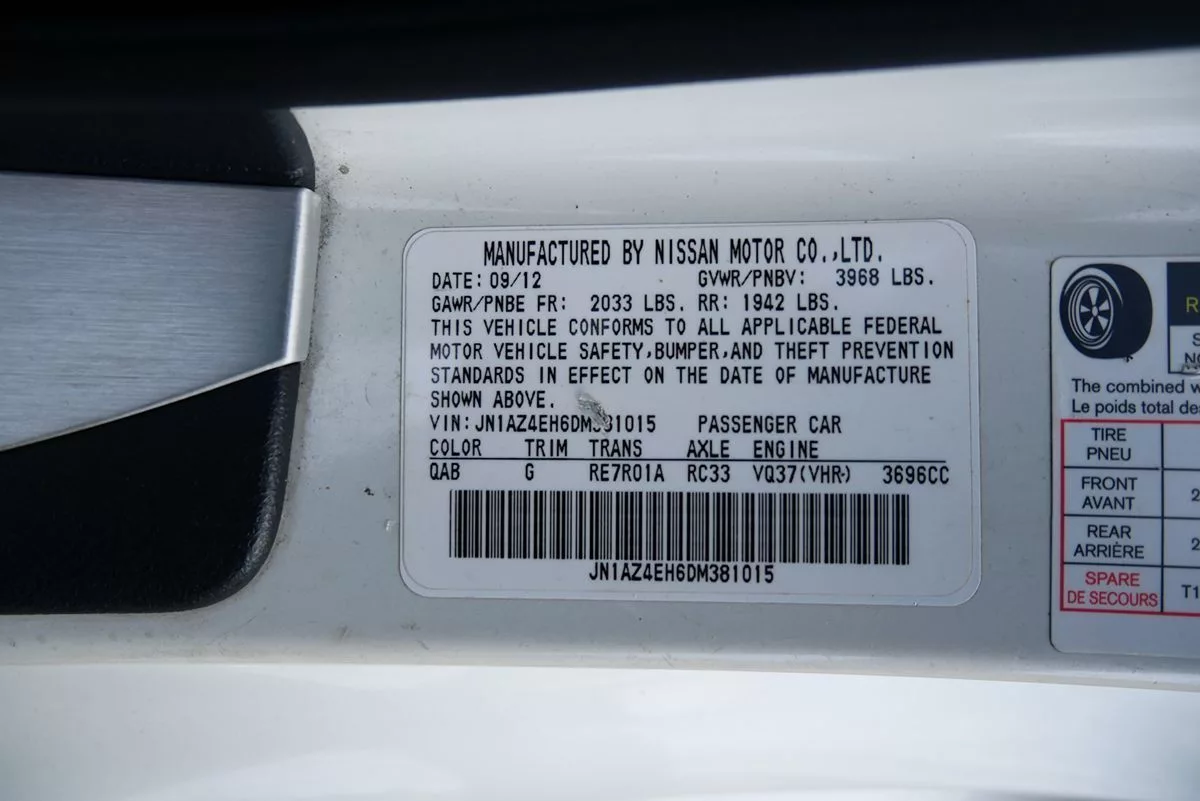 MANUFACTURED BY NISSAN MOTOR CO.,LTD.
DATE: 09/12 GVWR/PNBV: 3968 LBS.
GAWR/PNBE FR: 2033 LBS. RR: 1942 LBS.
THIS VEHICLE CONFORMS TO ALL APPLICABLE FEDERAL
MOTOR VEHICLE SAFETY,BUMPER,AND THEFT PREVENTION
STANDARDS IN EFFECT ON THE DATE OF MANUFACTURE
SHOWN ABOVE.
VIN: JN1AZ4EH6DM381015 PASSENGER CAR
COLOR TRIM TRANS AXLE ENGINE
QAB G RE7R01A RC33 VQ37(VHR) 3696CC
JN1AZ4EH6DM381015
The combined
Le poids total
TIRE
PNEU
FRONT
AVANT
REAR
ARRIÈRE
SPARE
DE SECOURS